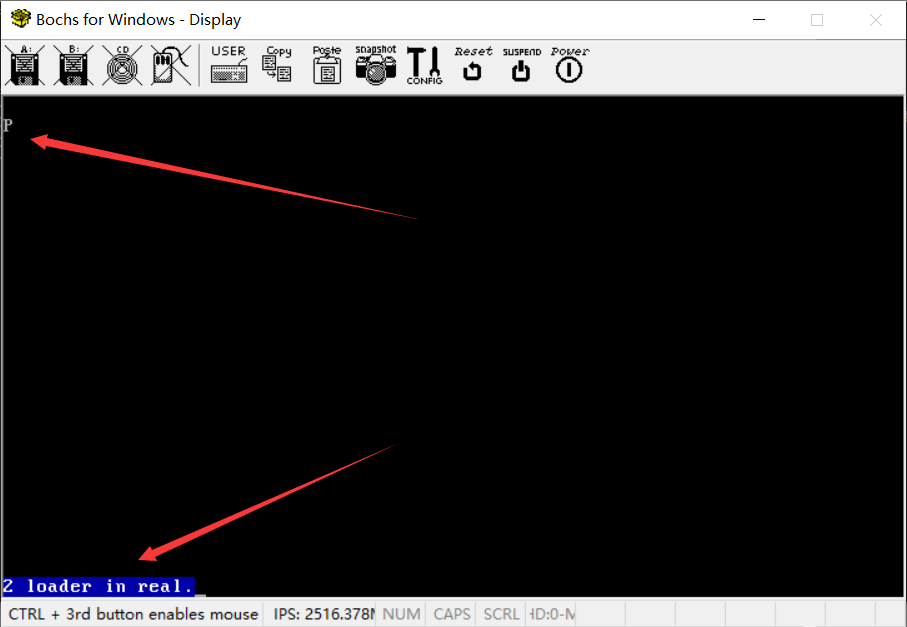 Bochs for Windows - Display
A: B: CD USER Copy Paste snapshot CONFIG Reset SUSPEND Power
P
2 loader in real.
CTRL + 3rd button enables mouse IPS: 2516.378M NUM CAPS SCRL HD:0-M